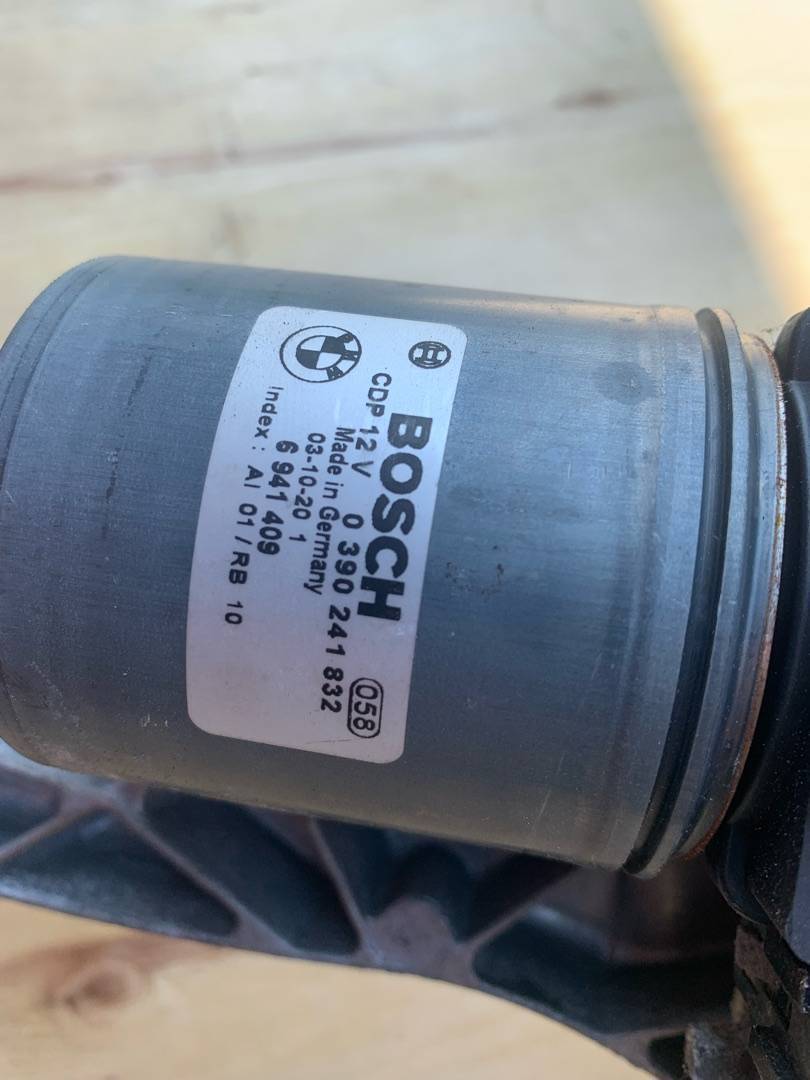 BOSCH 058
CDP 12 V 0 390 241 832
Made in Germany
03-10-20 1
6 941 409
Index: AI 01/RB 10